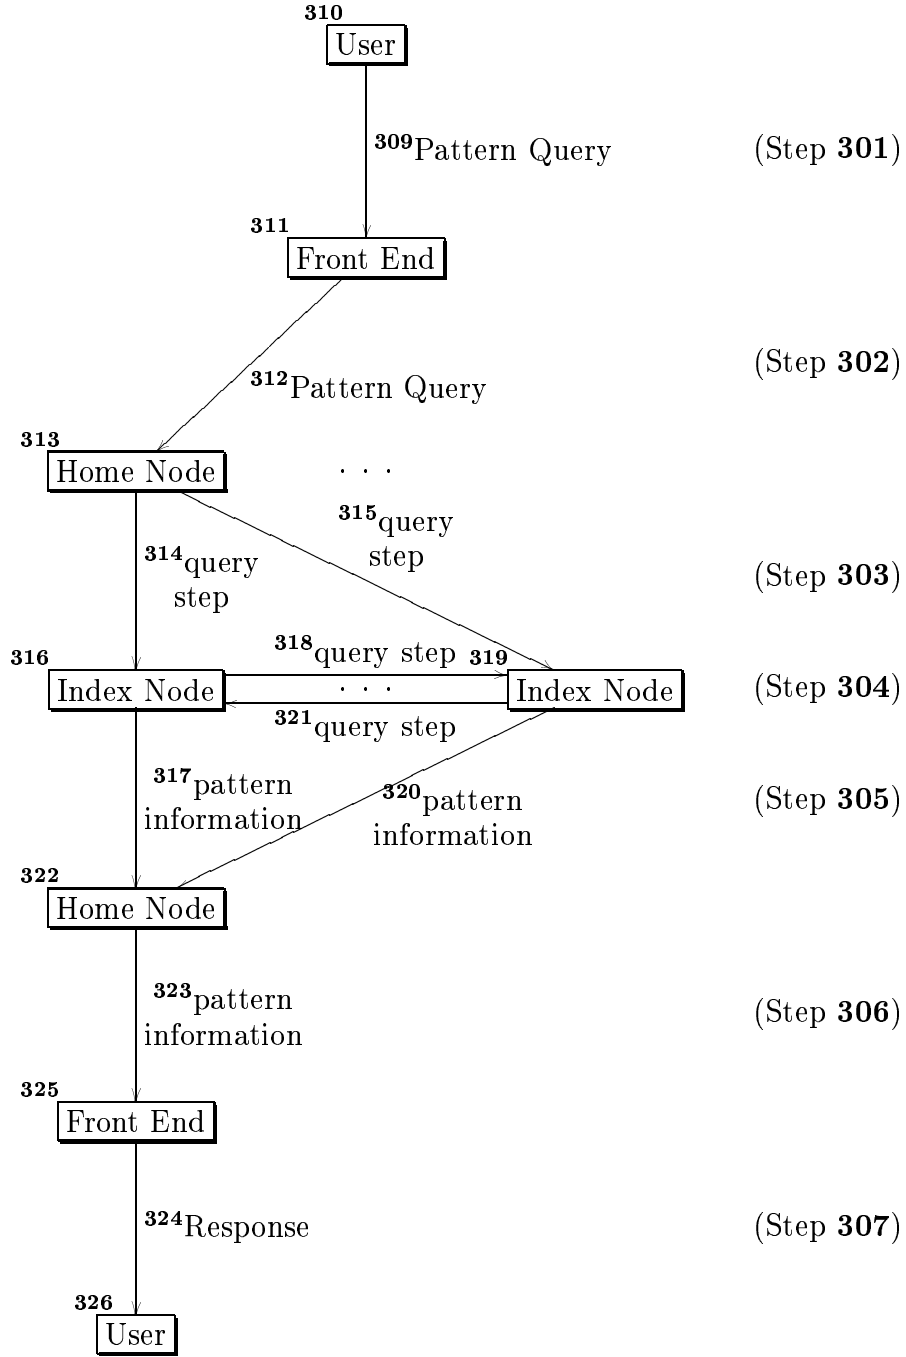 310
User
309Pattern Query (Step 301)
311
Front End
(Step 302)
312Pattern Query
313
Home Node . . .
315query
step
314query
step
(Step 303)
318query step 319
316
Index Node . . . Index Node (Step 304)
321query step
317pattern
information
320pattern
information
(Step 305)
322
Home Node
323pattern
information
(Step 306)
325
Front End
324Response (Step 307)
326
User